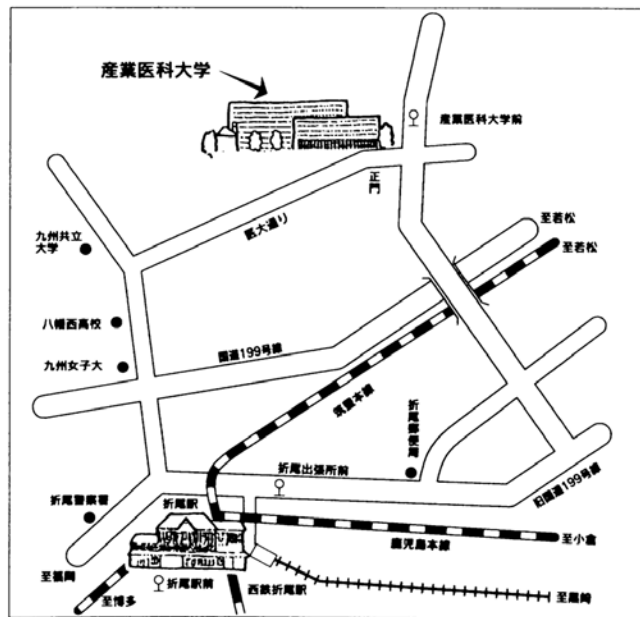 産業医科大学
産業医科大学前
正門
医大通り
九州共立
大学
至若松
至若松
八幡西高校
国道199号線
九州女子大
筑豊本線
折尾郵便局
折尾出張所前
旧国道199号線
折尾警察署
折尾駅
鹿児島本線
至小倉
至福岡
至博多
折尾駅前
西鉄折尾駅
至黒崎